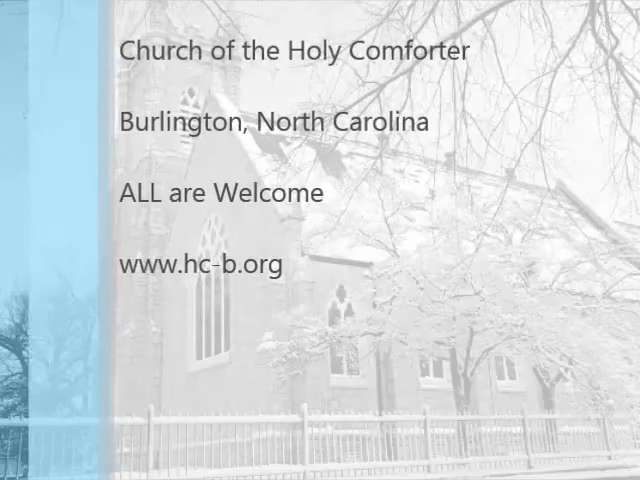 Church of the Holy Comforter
Burlington, North Carolina
ALL are Welcome
www.hc-b.org